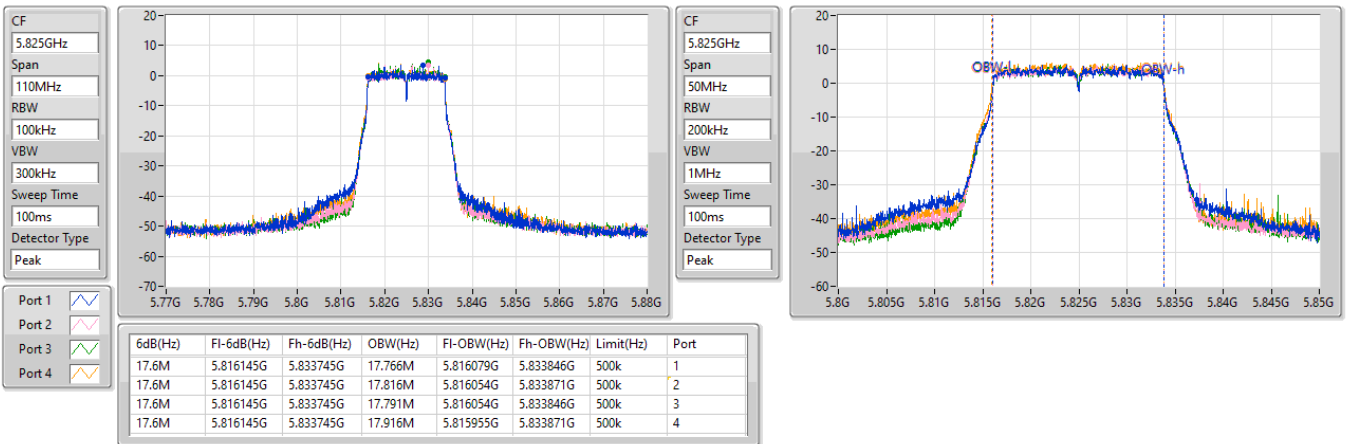 CF
5.825GHz
Span
110MHz
RBW
100kHz
VBW
300kHz
Sweep Time
100ms
Detector Type
Peak
20-
10-
0-
-10-
-20-
-30-
-40-
-50-
-60-
-70-
5.77G 5.78G 5.79G 5.8G 5.81G 5.82G 5.83G 5.84G 5.85G 5.86G 5.87G 5.88G
CF
5.825GHz
Span
50MHz
RBW
200kHz
VBW
1MHz
Sweep Time
100ms
Detector Type
Peak
20-
10-
0-
-10-
-20-
-30-
-40-
-50-
-60-
OBW-l OBW-h
5.8G 5.805G 5.81G 5.815G 5.82G 5.825G 5.83G 5.835G 5.84G 5.845G 5.85G
Port 1
Port 2
Port 3
Port 4
6dB(Hz) Fl-6dB(Hz) Fh-6dB(Hz) OBW(Hz) Fl-OBW(Hz) Fh-OBW(Hz) Limit(Hz) Port
17.6M 5.816145G 5.833745G 17.766M 5.816079G 5.833846G 500k 1
17.6M 5.816145G 5.833745G 17.816M 5.816054G 5.833871G 500k 2
17.6M 5.816145G 5.833745G 17.791M 5.816054G 5.833846G 500k 3
17.6M 5.816145G 5.833745G 17.916M 5.815955G 5.833871G 500k 4